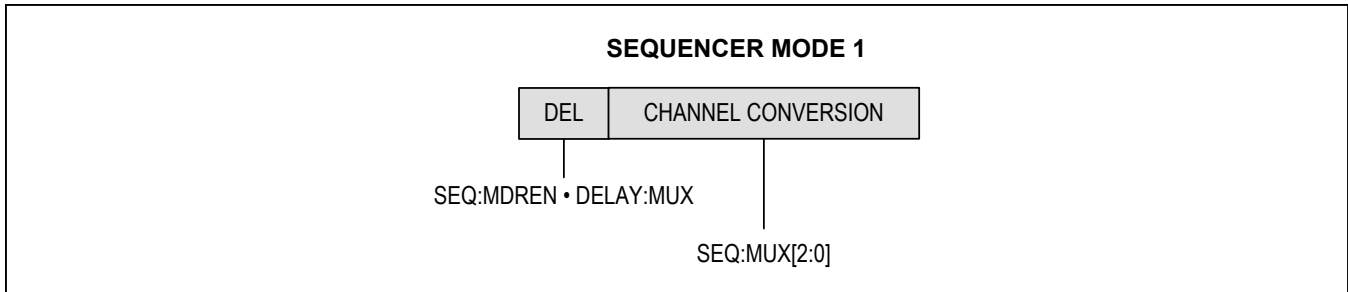 SEQUENCER MODE 1
DEL
CHANNEL CONVERSION
SEQ:MDREN • DELAY:MUX
SEQ:MUX[2:0]